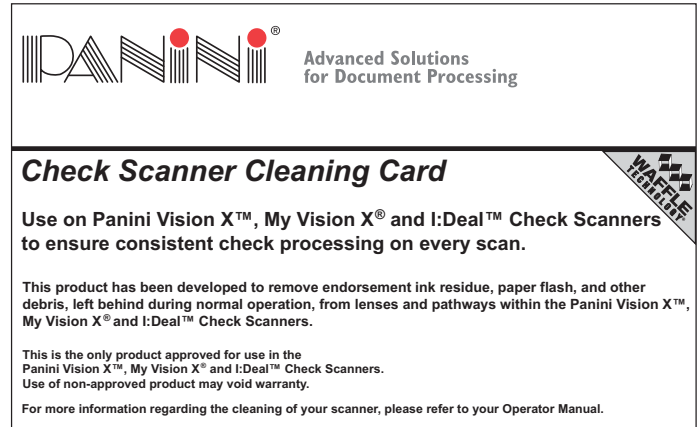 PANINI®
Advanced Solutions
for Document Processing
Check Scanner Cleaning Card
WAFFLE
TECHNOLOGY®
Use on Panini Vision X™, My Vision X® and I:Deal™ Check Scanners
to ensure consistent check processing on every scan.
This product has been developed to remove endorsement ink residue, paper flash, and other
debris, left behind during normal operation, from lenses and pathways within the Panini Vision X™,
My Vision X® and I:Deal™ Check Scanners.
This is the only product approved for use in the
Panini Vision X™, My Vision X® and I:Deal™ Check Scanners.
Use of non-approved product may void warranty.
For more information regarding the cleaning of your scanner, please refer to your Operator Manual.